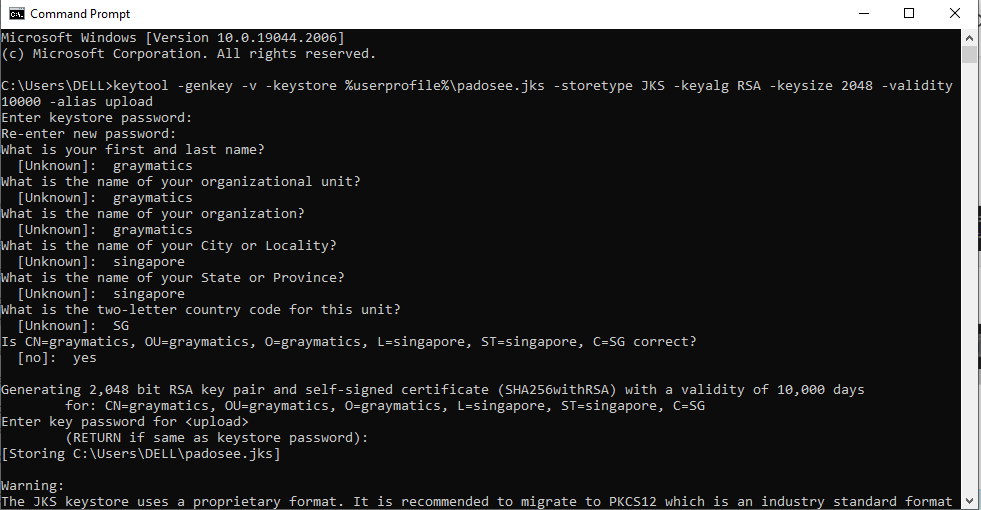 Command Prompt
Microsoft Windows [Version 10.0.19044.2006]
(c) Microsoft Corporation. All rights reserved.
C:\Users\DELL>keytool -genkey -v -keystore %userprofile%\padosee.jks -storetype JKS -keyalg RSA -keysize 2048 -validity
10000 -alias upload
Enter keystore password:
Re-enter new password:
What is your first and last name?
[Unknown]:  graymatics
What is the name of your organizational unit?
[Unknown]:  graymatics
What is the name of your organization?
[Unknown]:  graymatics
What is the name of your City or Locality?
[Unknown]:  singapore
What is the name of your State or Province?
[Unknown]:  singapore
What is the two-letter country code for this unit?
[Unknown]:  SG
Is CN=graymatics, OU=graymatics, O=graymatics, L=singapore, ST=singapore, C=SG correct?
[no]:  yes
Generating 2,048 bit RSA key pair and self-signed certificate (SHA256withRSA) with a validity of 10,000 days
for: CN=graymatics, OU=graymatics, O=graymatics, L=singapore, ST=singapore, C=SG
Enter key password for <upload>
(RETURN if same as keystore password):
[Storing C:\Users\DELL\padosee.jks]
Warning:
The JKS keystore uses a proprietary format. It is recommended to migrate to PKCS12 which is an industry standard format